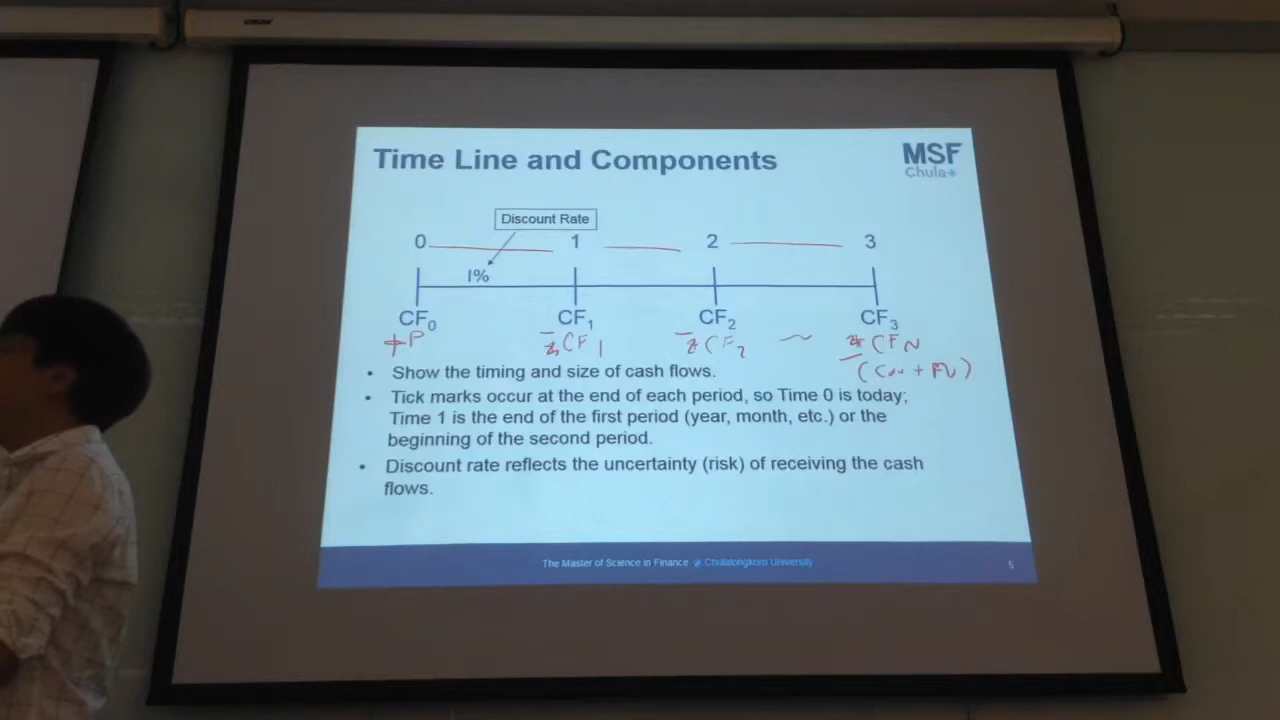 Time Line and Components
MSF
Chula+
Discount Rate
0 1 2 3
I%
CF0 CF1 CF2 CF3
+P CF1 CF2 ~ CFN
Show the timing and size of cash flows.
Tick marks occur at the end of each period, so Time 0 is today;
Time 1 is the end of the first period (year, month, etc.) or the
beginning of the second period.
Discount rate reflects the uncertainty (risk) of receiving the cash
flows.
The Master of Science in Finance @ Chulalongkorn University
5